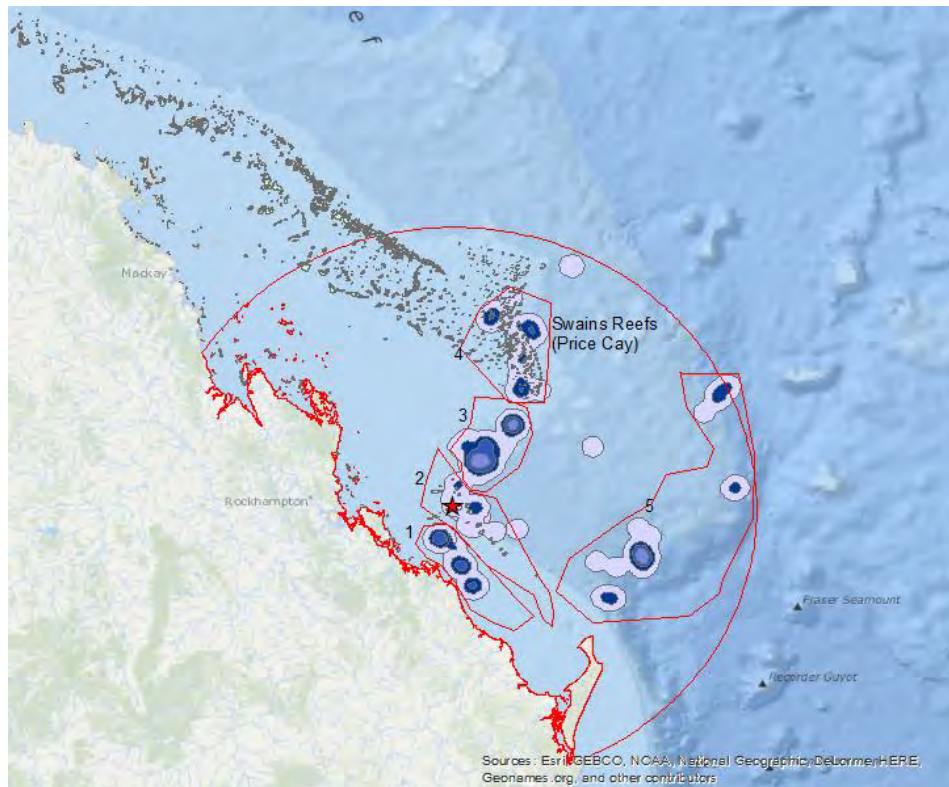 e f
Mackay
Swains Reefs
(Price Cay)
4
3
2
Rockhampton
5
1
Fraser Seamount
Recorder Guyot
Sources: Esri, GEBCO, NOAA, National Geographic, DeLorme, HERE,
Geonames.org, and other contributors